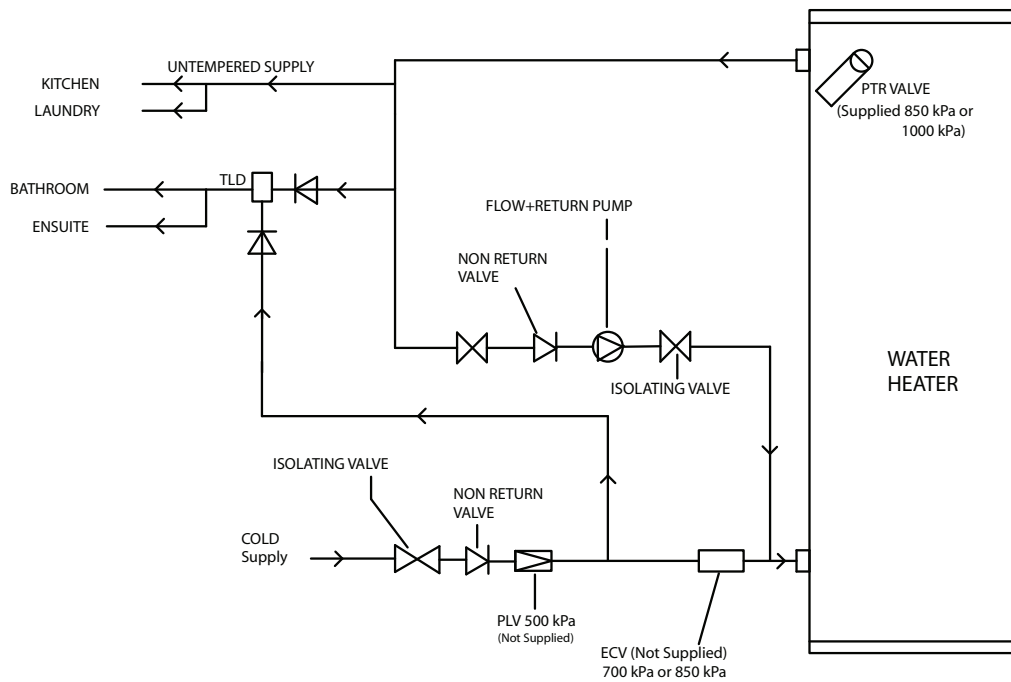 UNTEMPERED SUPPLY
KITCHEN
LAUNDRY
PTR VALVE
(Supplied 850 kPa or
1000 kPa)
TLD
BATHROOM
ENSUITE
FLOW+RETURN PUMP
NON RETURN
VALVE
ISOLATING VALVE
WATER
HEATER
ISOLATING VALVE
NON RETURN
VALVE
COLD
Supply
PLV 500 kPa
(Not Supplied)
ECV (Not Supplied)
700 kPa or 850 kPa